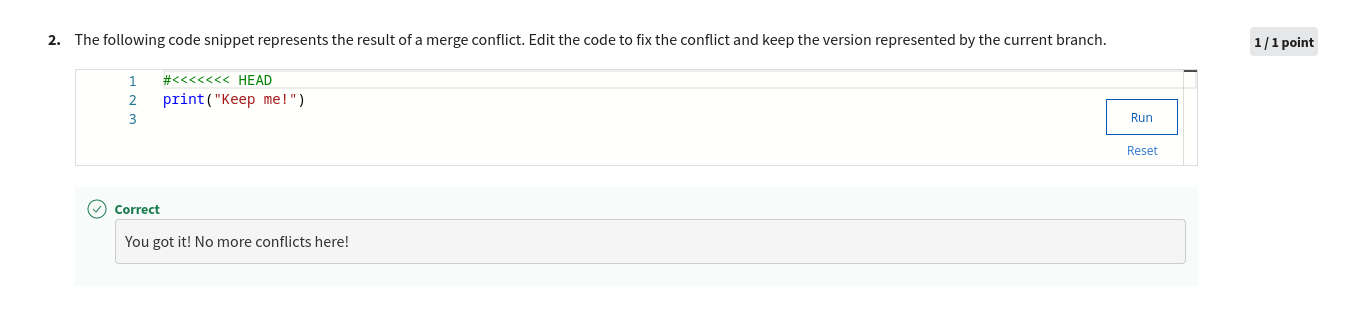 2. The following code snippet represents the result of a merge conflict. Edit the code to fix the conflict and keep the version represented by the current branch.
1 / 1 point
1 #<<<<<<< HEAD
2 print("Keep me!")
3
Run
Reset
Correct
You got it! No more conflicts here!